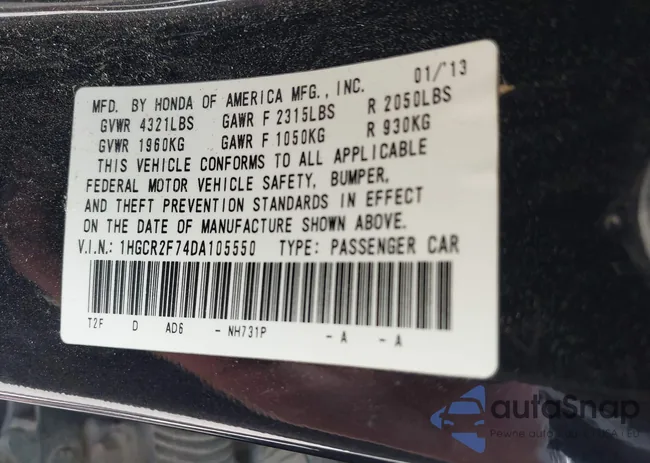 MFD. BY HONDA OF AMERICA MFG., INC. 01/'13
GVWR 4321LBS GAWR F 2315LBS R 2050LBS
GVWR 1960KG GAWR F 1050KG R 930KG
THIS VEHICLE CONFORMS TO ALL APPLICABLE
FEDERAL MOTOR VEHICLE SAFETY, BUMPER,
AND THEFT PREVENTION STANDARDS IN EFFECT
ON THE DATE OF MANUFACTURE SHOWN ABOVE.
V.I.N.: 1HGCR2F74DA105550 TYPE: PASSENGER CAR
T2F D AD6 - NH731P - A - A
autoSnap
Pewne auto